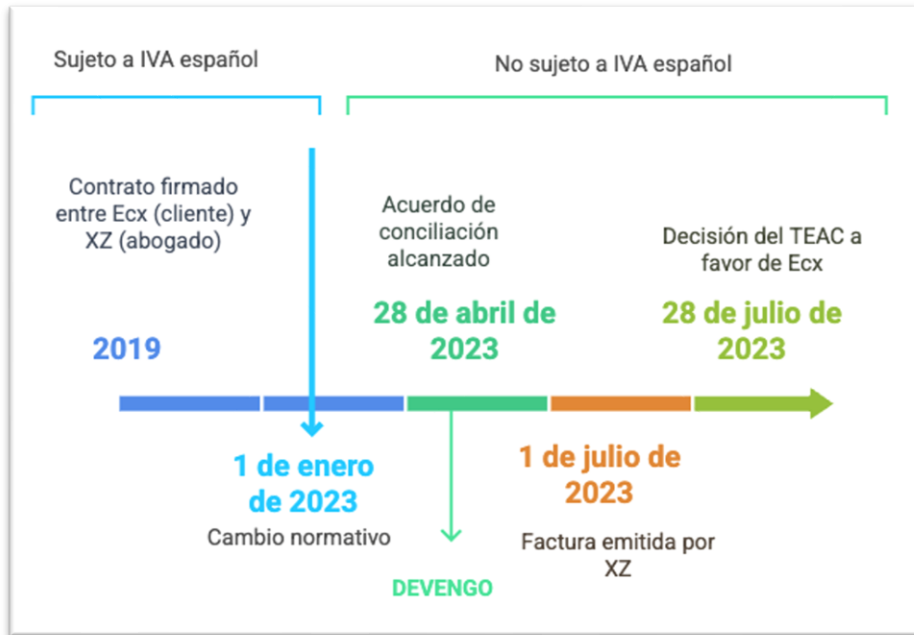 Sujeto a IVA español
No sujeto a IVA español
Contrato firmado
entre Ecx (cliente) y
XZ (abogado)
2019
Acuerdo de
conciliación
alcanzado
28 de abril de
2023
Decisión del TEAC a
favor de Ecx
28 de julio de
2023
1 de enero
de 2023
Cambio normativo
DEVENGO
1 de julio de
2023
Factura emitida por
XZ